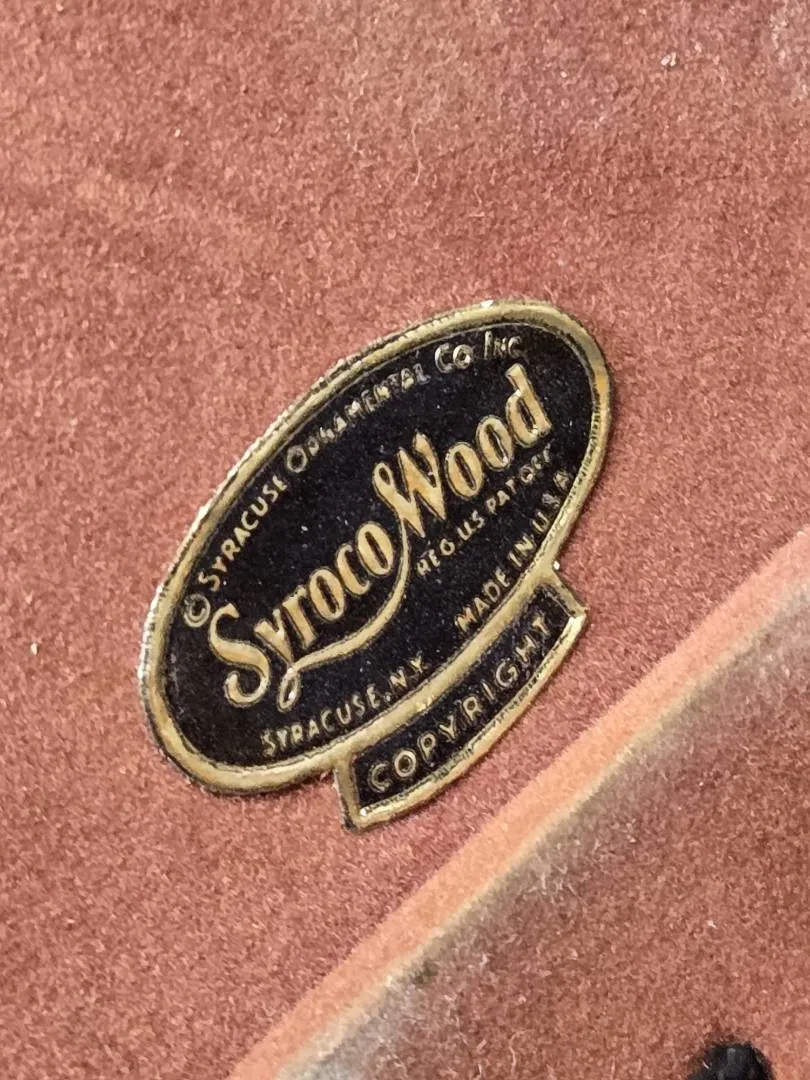 © SYRACUSE ORNAMENTAL CO INC
SyrocoWood
REG. US PAT OFF
SYRACUSE, N.Y. MADE IN U S A
COPYRIGHT